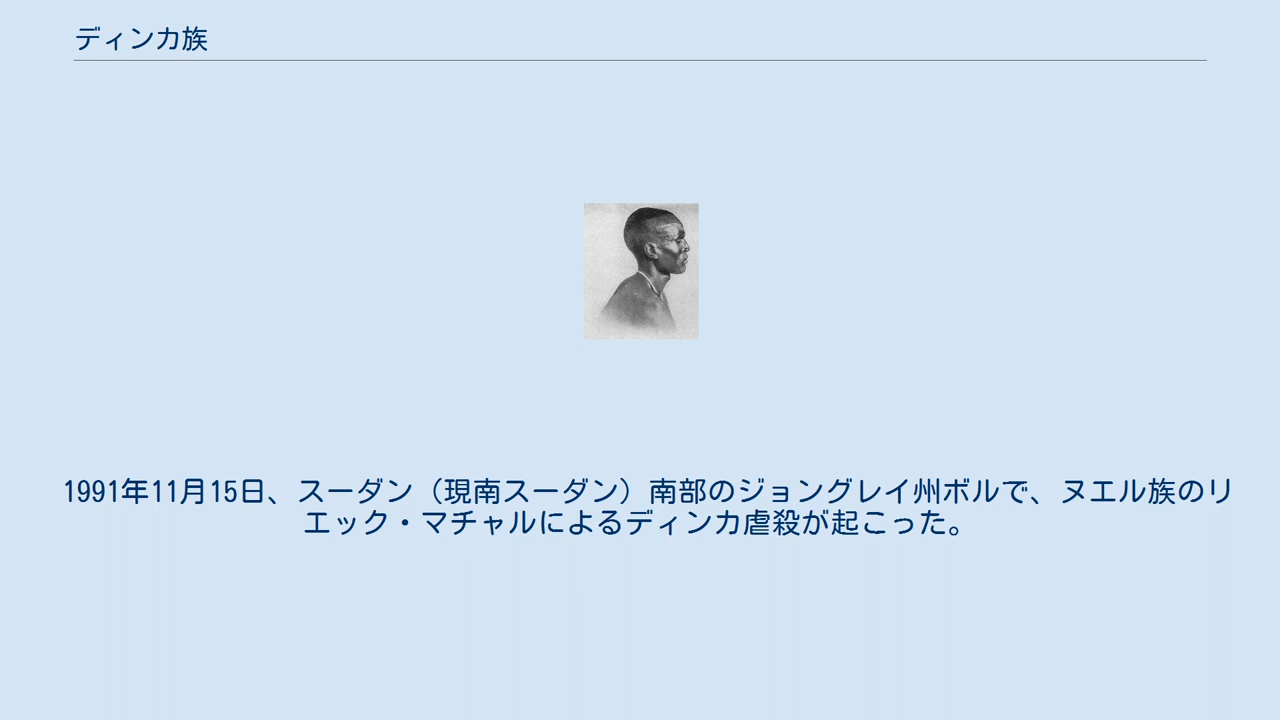 ディンカ族
1991年11月15日、スーダン（現南スーダン）南部のジョングレイ州ボルで、ヌエル族のリ
エック・マチャルによるディンカ虐殺が起こった。